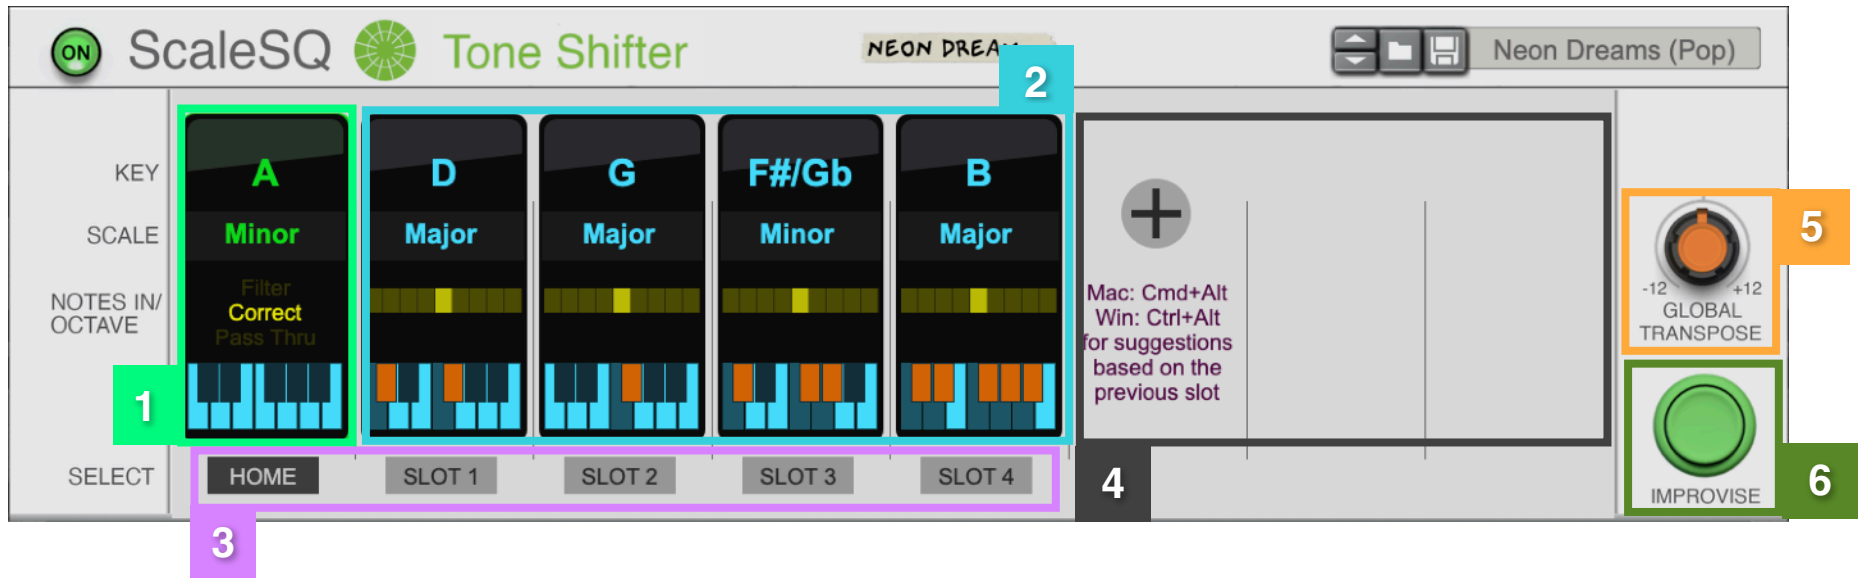 ON ScaleSQ Tone Shifter NEON DREAM Neon Dreams (Pop)
2
KEY A D G F#/Gb B
SCALE Minor Major Major Minor Major
NOTES IN/
OCTAVE
Filter
Correct
Pass Thru
Mac: Cmd+Alt
Win: Ctrl+Alt
for suggestions
based on the
previous slot
-12 +12
GLOBAL
TRANSPOSE
5
1
SELECT HOME SLOT 1 SLOT 2 SLOT 3 SLOT 4
4
IMPROVISE
6
3